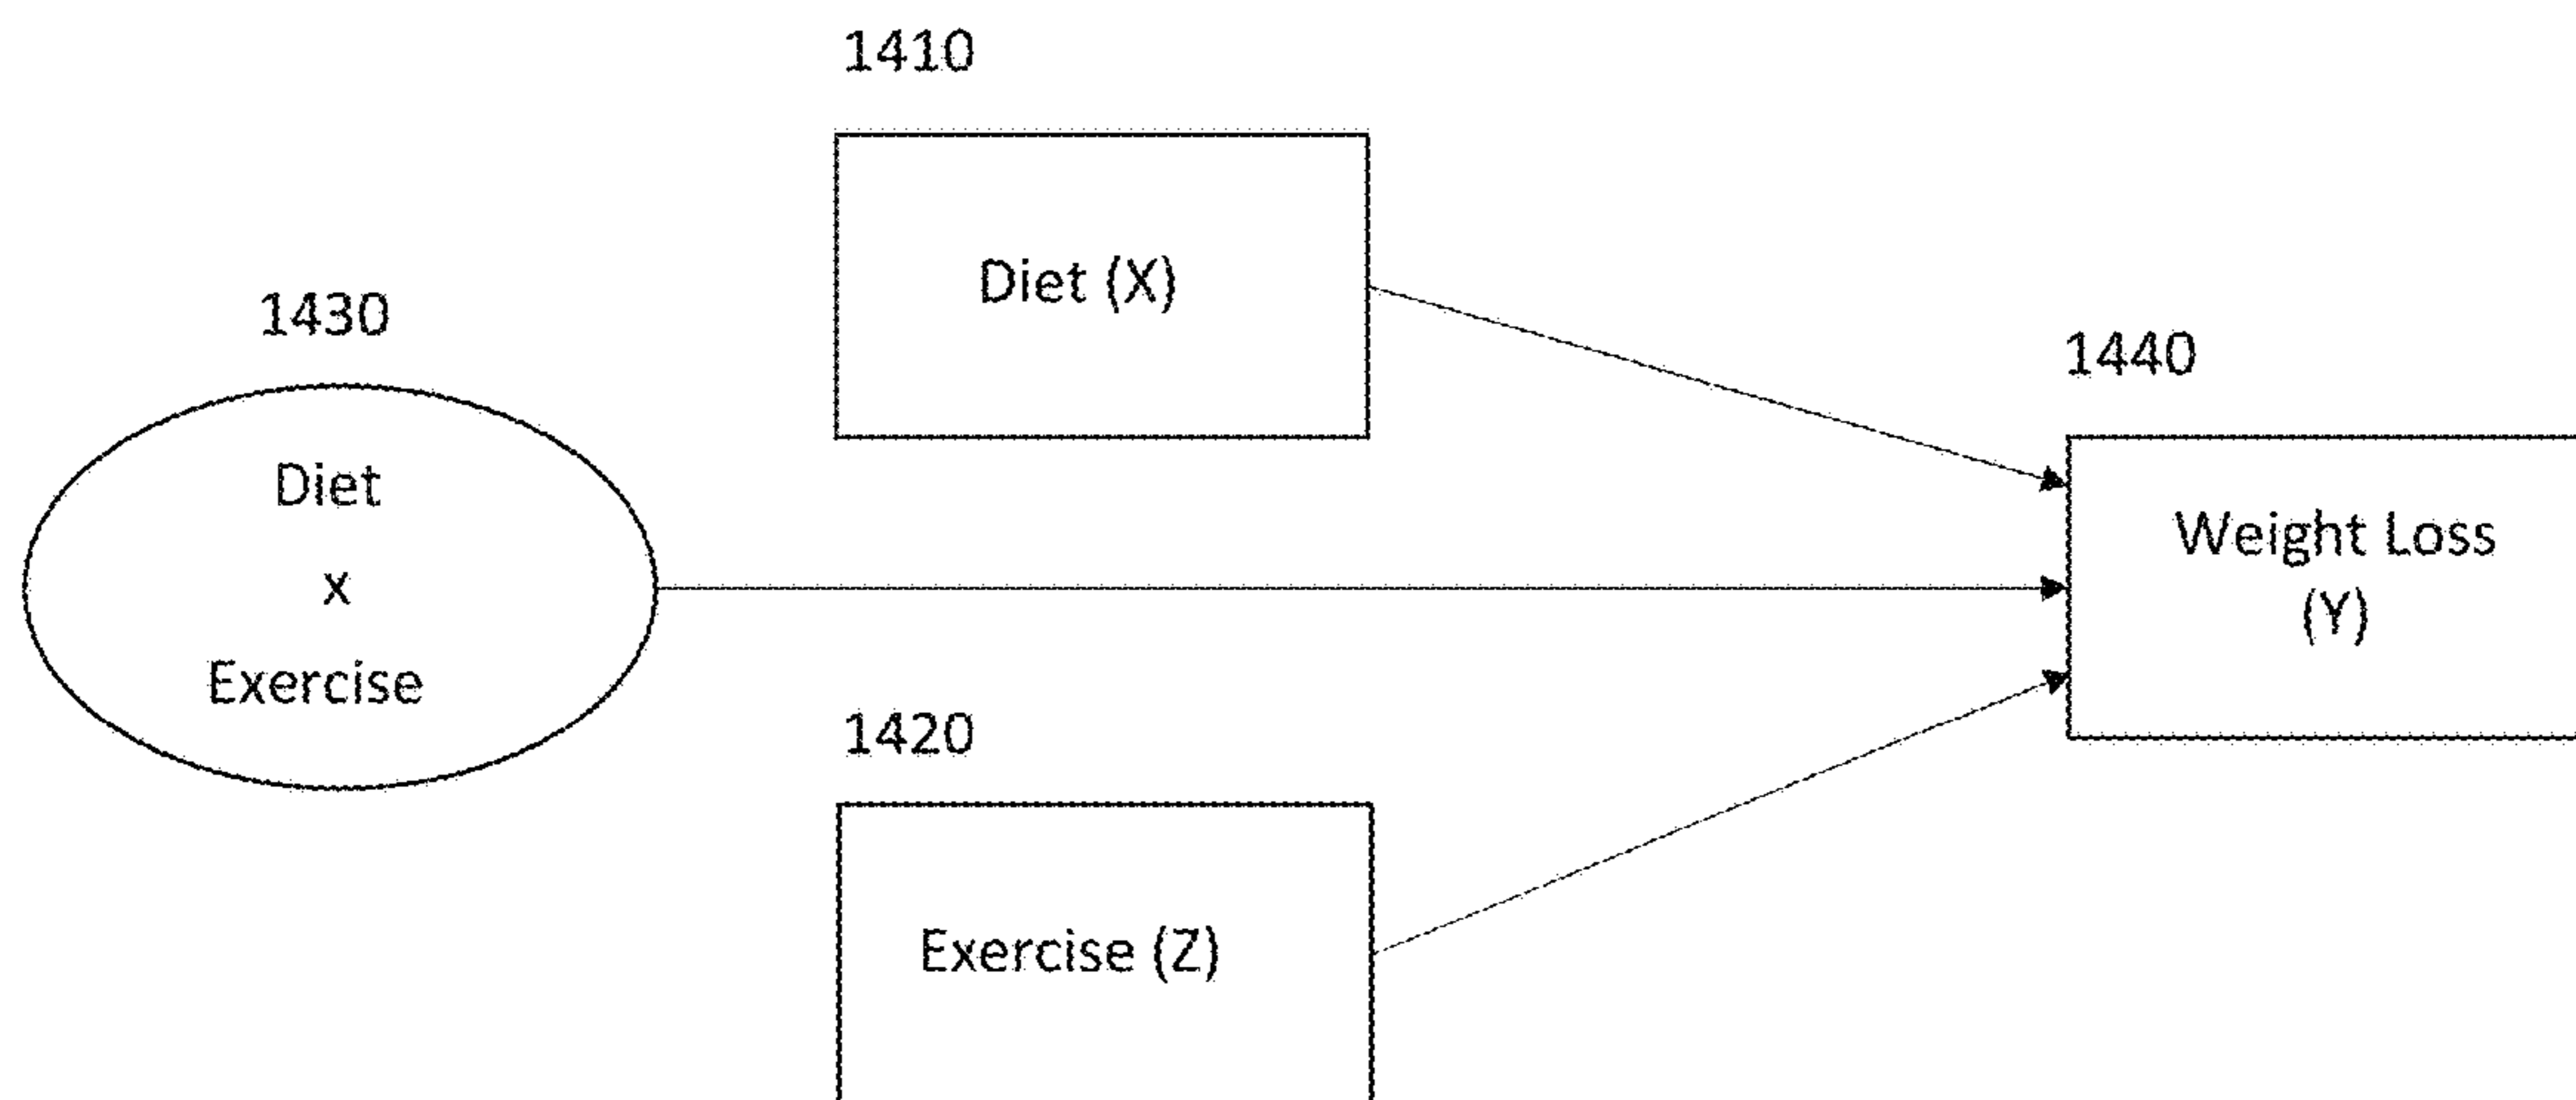 1410
Diet (X)
1430
Diet
x
Exercise
1440
Weight Loss
(Y)
1420
Exercise (Z)